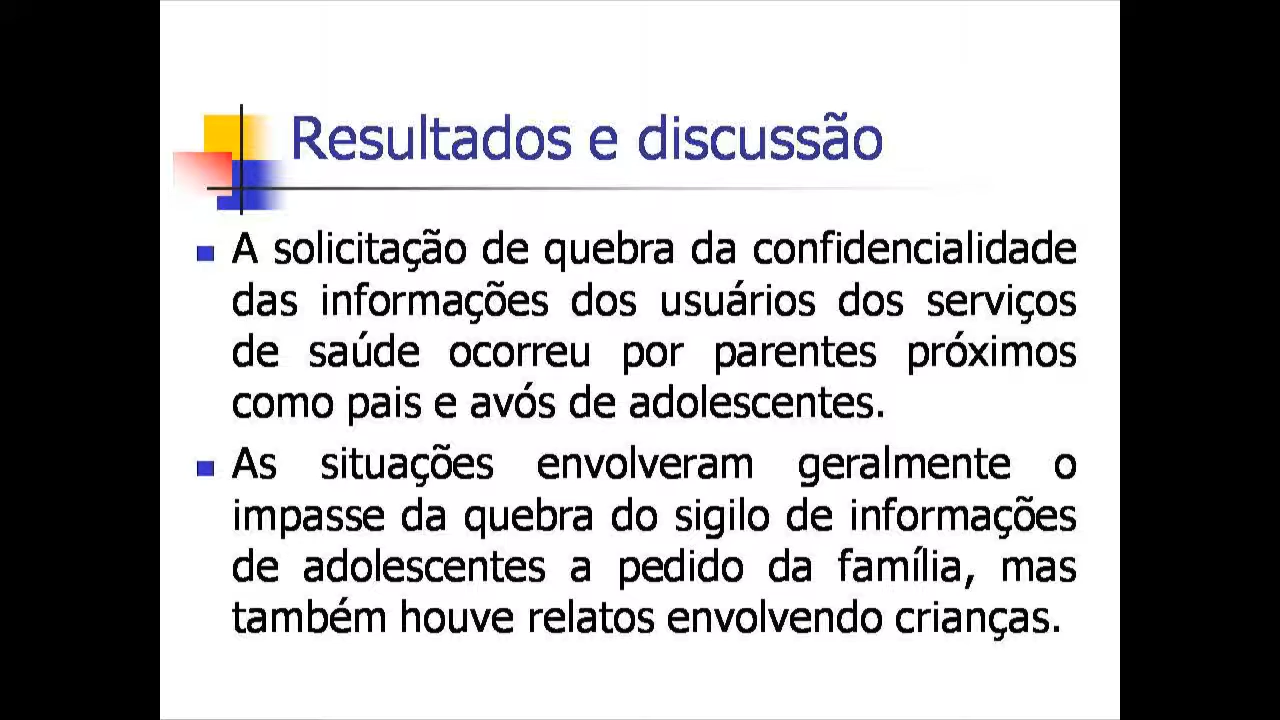 Resultados e discussão
A solicitação de quebra da confidencialidade
das informações dos usuários dos serviços
de saúde ocorreu por parentes próximos
como pais e avós de adolescentes.
As situações envolveram geralmente o
impasse da quebra do sigilo de informações
de adolescentes a pedido da família, mas
também houve relatos envolvendo crianças.